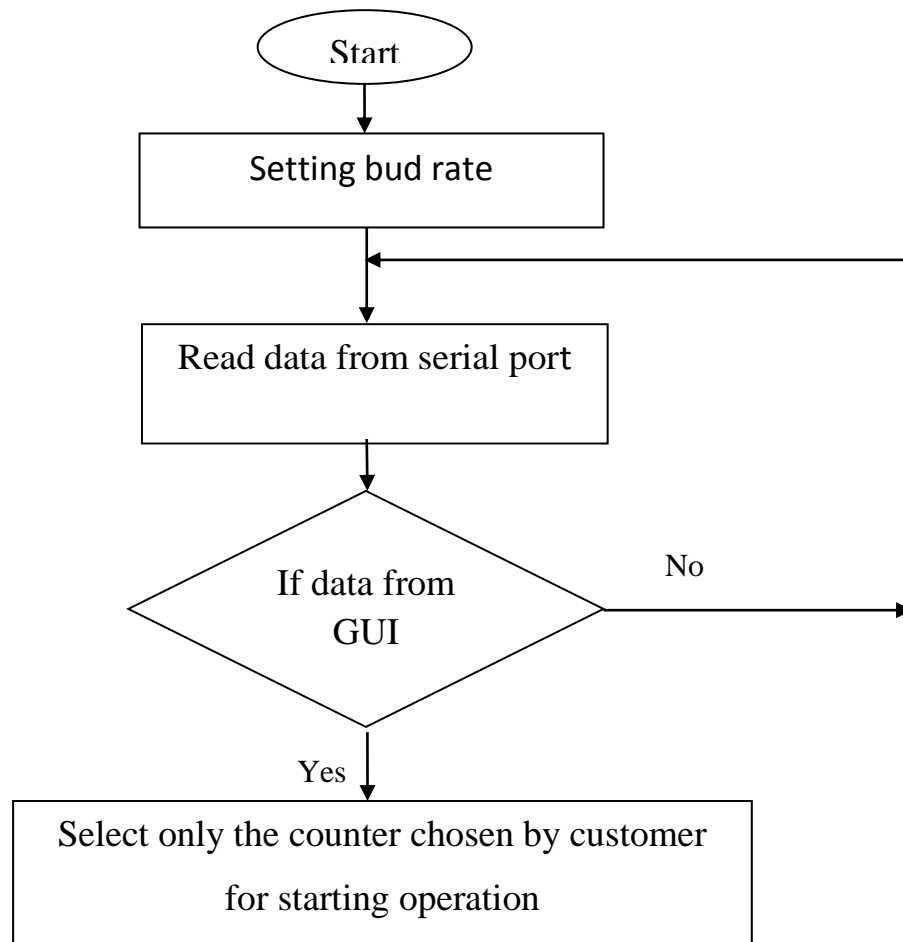 Start
Setting bud rate
Read data from serial port
If data from
GUI
No
Yes
Select only the counter chosen by customer
for starting operation